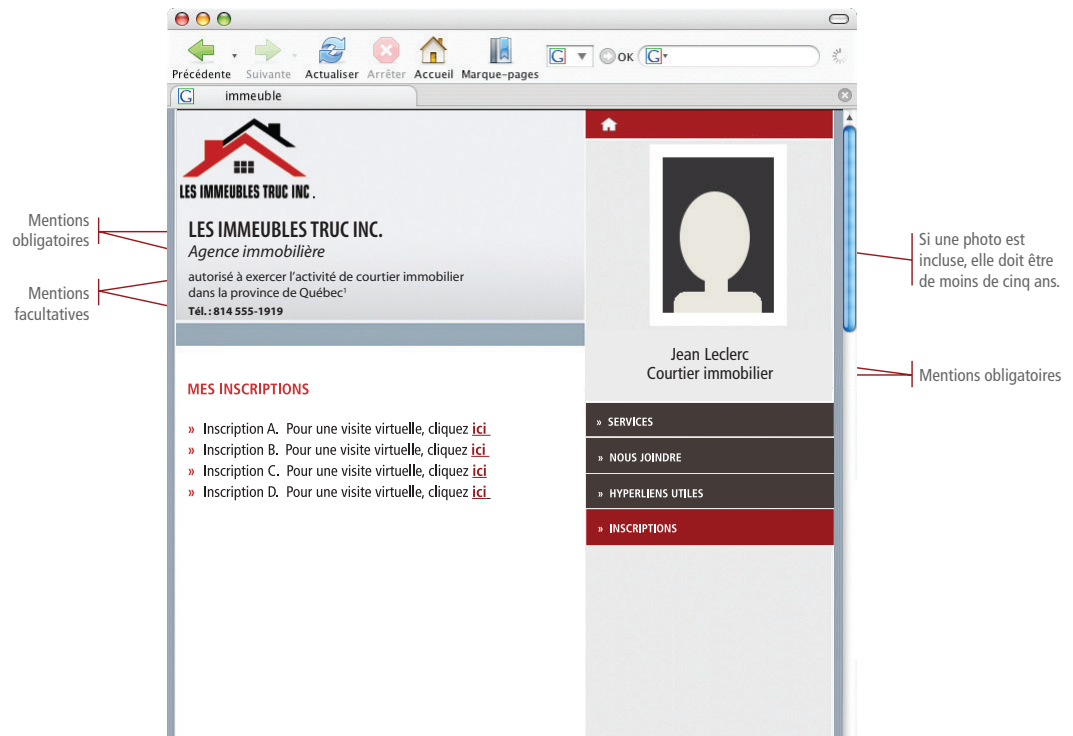 Précédente Suivante Actualiser Arrêter Accueil Marque-pages
G OK G
G immeuble
LES IMMEUBLES TRUC INC.
LES IMMEUBLES TRUC INC.
Agence immobilière
autorisé à exercer l'activité de courtier immobilier
dans la province de Québec¹
Tél. : 814 555-1919
Mentions
obligatoires
Mentions
facultatives
Si une photo est
incluse, elle doit être
de moins de cinq ans.
Jean Leclerc
Courtier immobilier
Mentions obligatoires
MES INSCRIPTIONS
» Inscription A. Pour une visite virtuelle, cliquez ici
» Inscription B. Pour une visite virtuelle, cliquez ici
» Inscription C. Pour une visite virtuelle, cliquez ici
» Inscription D. Pour une visite virtuelle, cliquez ici
» SERVICES
» NOUS JOINDRE
» HYPERLIENS UTILES
» INSCRIPTIONS